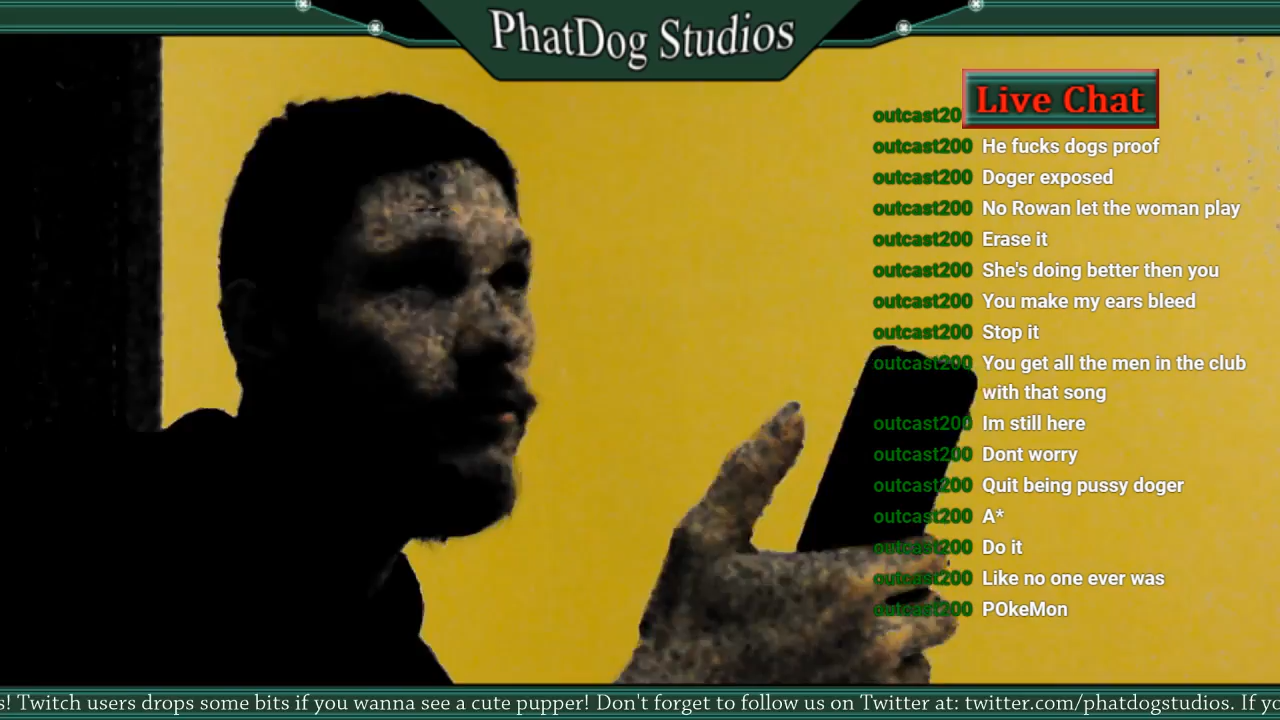 PhatDog Studios
Live Chat
outcast20
outcast200 He fucks dogs proof
outcast200 Doger exposed
outcast200 No Rowan let the woman play
outcast200 Erase it
outcast200 She's doing better then you
outcast200 You make my ears bleed
outcast200 Stop it
outcast200 You get all the men in the club
with that song
outcast200 Im still here
outcast200 Dont worry
outcast200 Quit being pussy doger
outcast200 A*
outcast200 Do it
outcast200 Like no one ever was
outcast200 POkeMon
s! Twitch users drops some bits if you wanna see a cute pupper! Don't forget to follow us on Twitter at: twitter.com/phatdogstudios. If yo